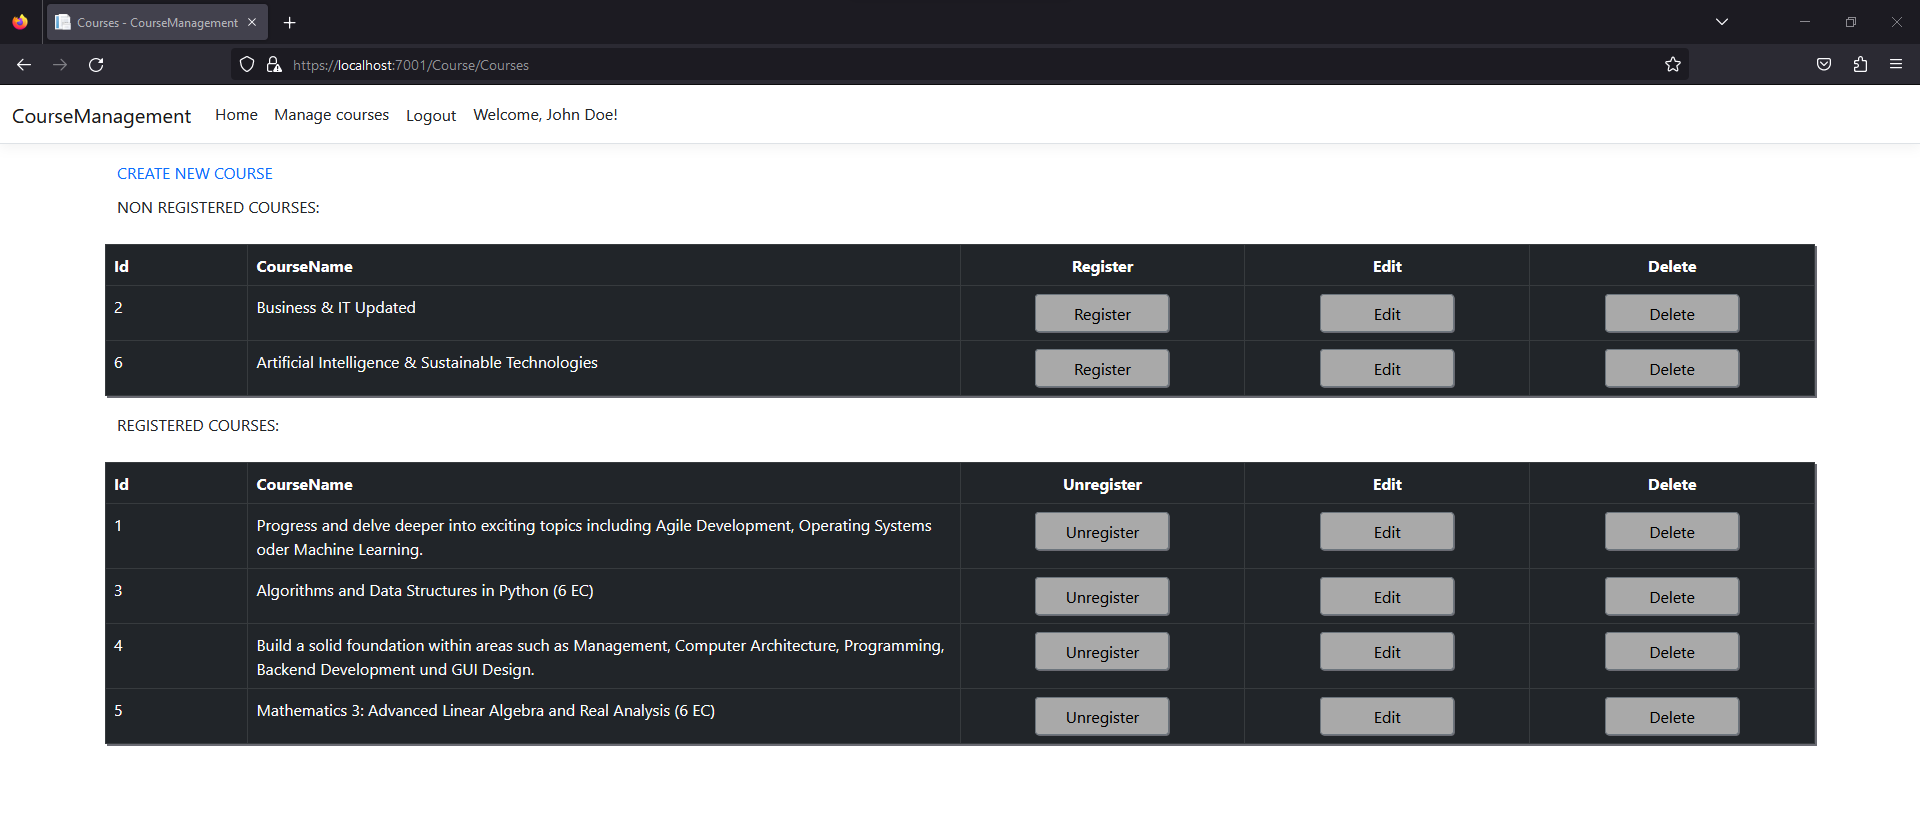 Courses - CourseManagement
https://localhost:7001/Course/Courses
CourseManagement Home Manage courses Logout Welcome, John Doe!
CREATE NEW COURSE
NON REGISTERED COURSES:
Id CourseName Register Edit Delete
2 Business & IT Updated Register Edit Delete
6 Artificial Intelligence & Sustainable Technologies Register Edit Delete
REGISTERED COURSES:
Id CourseName Unregister Edit Delete
1 Progress and delve deeper into exciting topics including Agile Development, Operating Systems Unregister Edit Delete
oder Machine Learning.
3 Algorithms and Data Structures in Python (6 EC) Unregister Edit Delete
4 Build a solid foundation within areas such as Management, Computer Architecture, Programming, Unregister Edit Delete
Backend Development und GUI Design.
5 Mathematics 3: Advanced Linear Algebra and Real Analysis (6 EC) Unregister Edit Delete